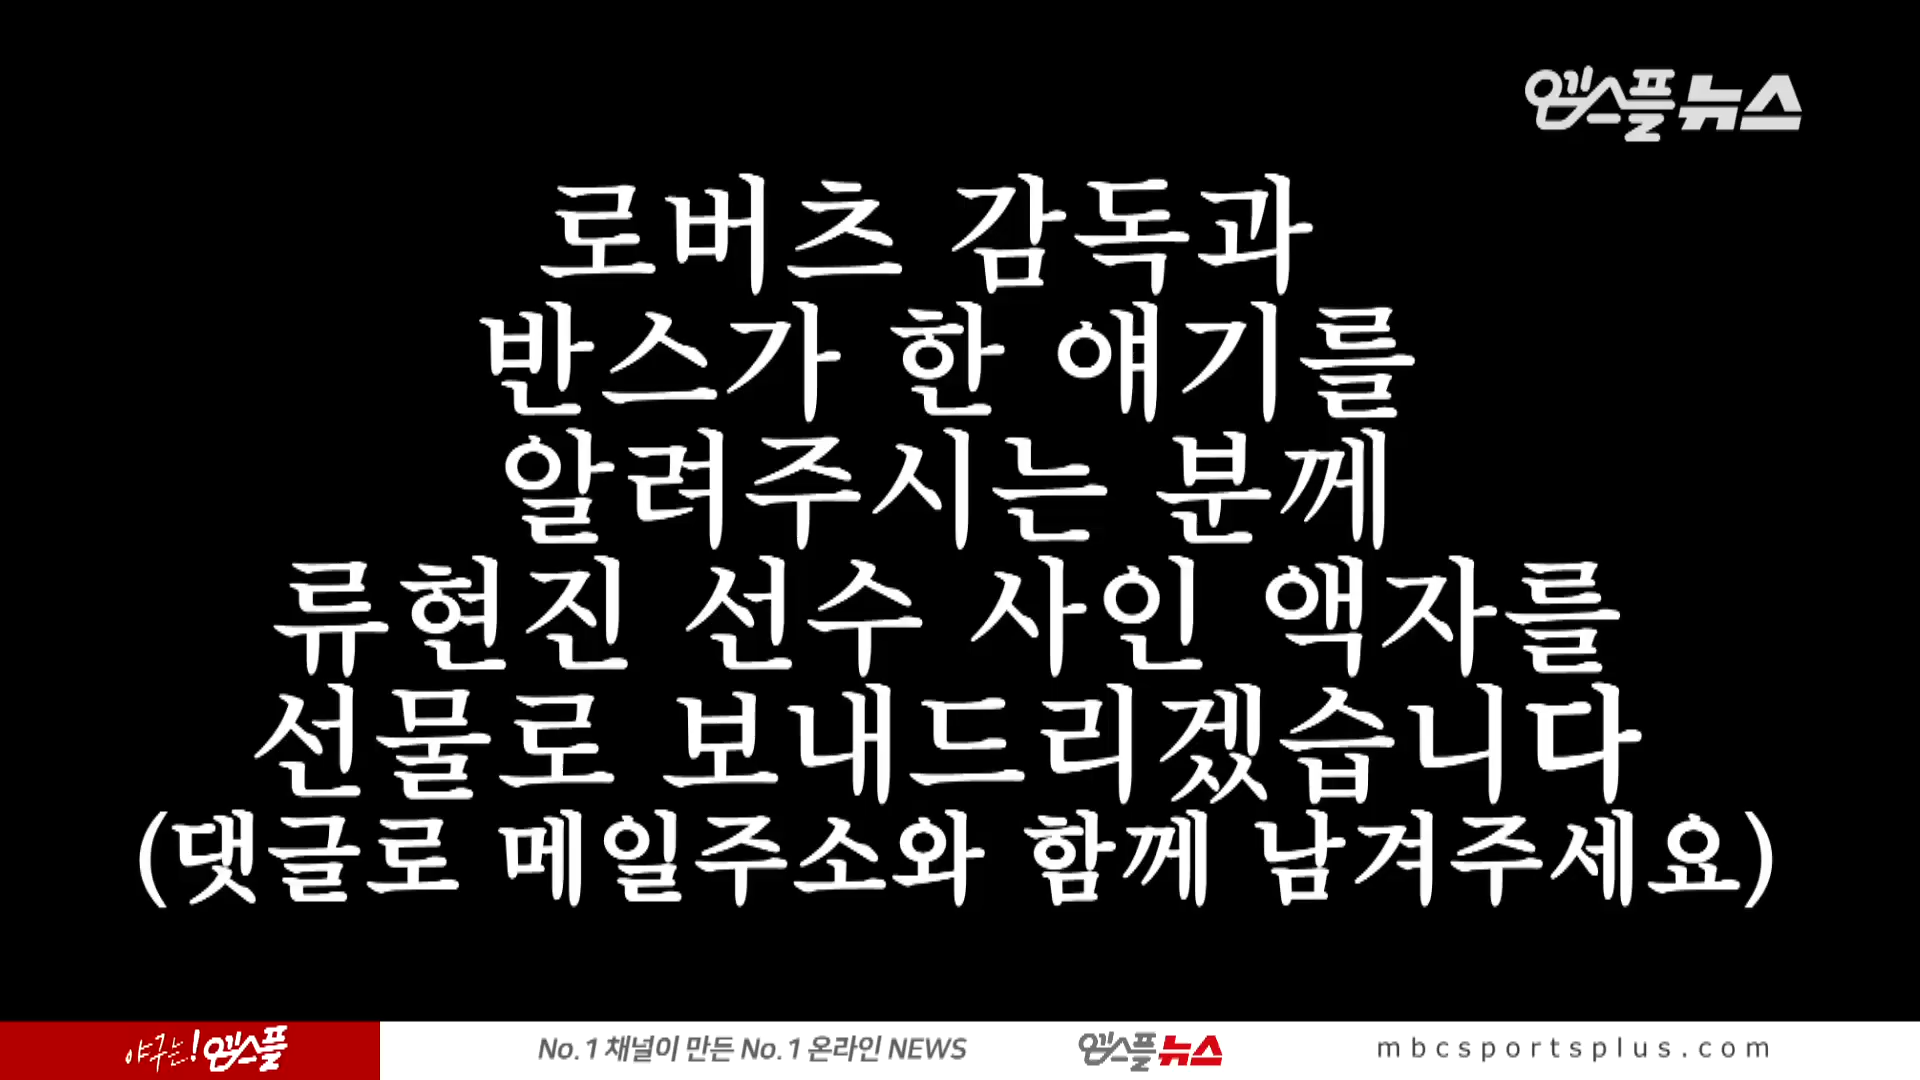 엠스플뉴스
로버츠 감독과
반스가 한 얘기를
알려주시는 분께
류현진 선수 사인 액자를
선물로 보내드리겠습니다
(댓글로 메일주소와 함께 남겨주세요)
야구는! 엠스플
No.1 채널이 만든 No.1 온라인 NEWS
엠스플뉴스
mbcsportsplus.com